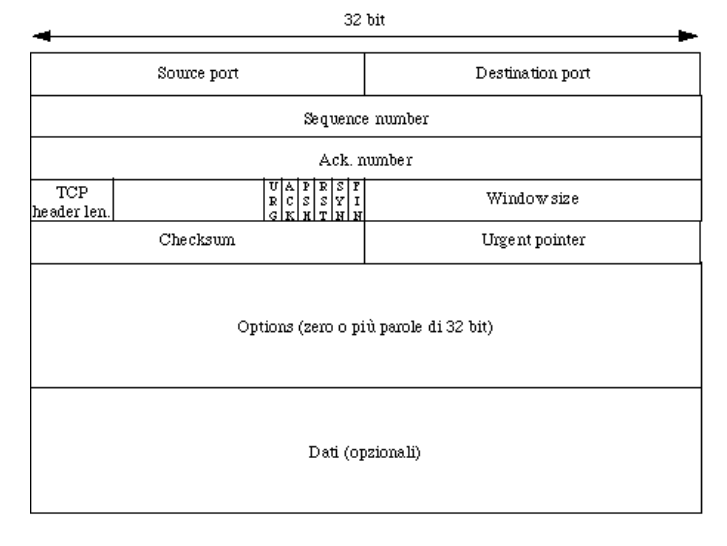 32 bit
Source port Destination port
Sequence number
Ack. number
TCP header len. URG ACK PSH RST SYN FIN Window size
Checksum Urgent pointer
Options (zero o più parole di 32 bit)
Dati (opzionali)